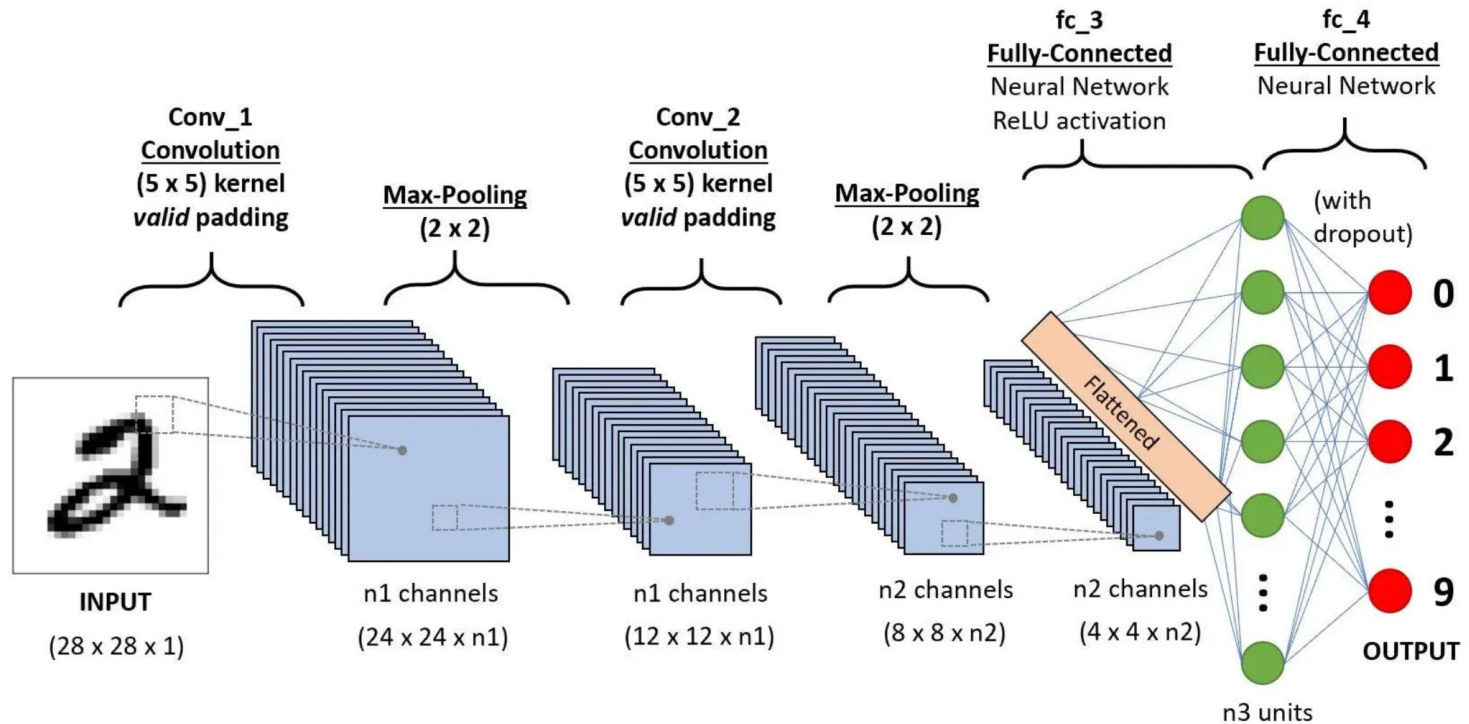 Conv_1
Convolution
(5 x 5) kernel
valid padding
Max-Pooling
(2 x 2)
Conv_2
Convolution
(5 x 5) kernel
valid padding
Max-Pooling
(2 x 2)
fc_3
Fully-Connected
Neural Network
ReLU activation
fc_4
Fully-Connected
Neural Network
(with
dropout)
Flattened
0
1
2
9
OUTPUT
2
INPUT
(28 x 28 x 1)
n1 channels
(24 x 24 x n1)
n1 channels
(12 x 12 x n1)
n2 channels
(8 x 8 x n2)
n2 channels
(4 x 4 x n2)
n3 units